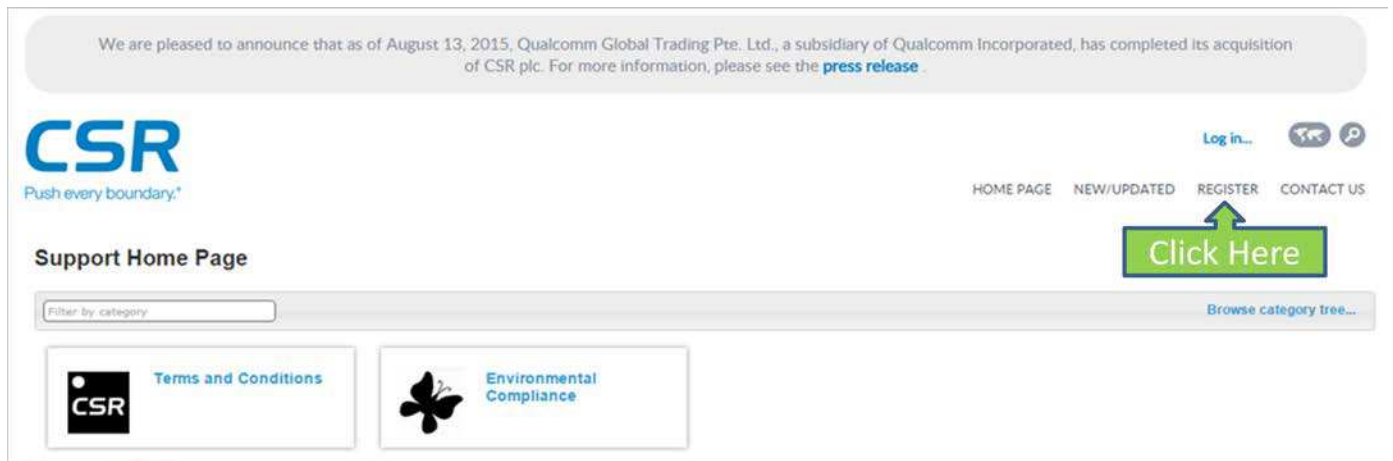 We are pleased to announce that as of August 13, 2015, Qualcomm Global Trading Pte. Ltd., a subsidiary of Qualcomm Incorporated, has completed its acquisition
of CSR plc. For more information, please see the press release .
CSR
Push every boundary.*
Log in...
HOME PAGE NEW/UPDATED REGISTER CONTACT US
Click Here
Support Home Page
Filter by category
Browse category tree...
CSR
Terms and Conditions
Environmental
Compliance